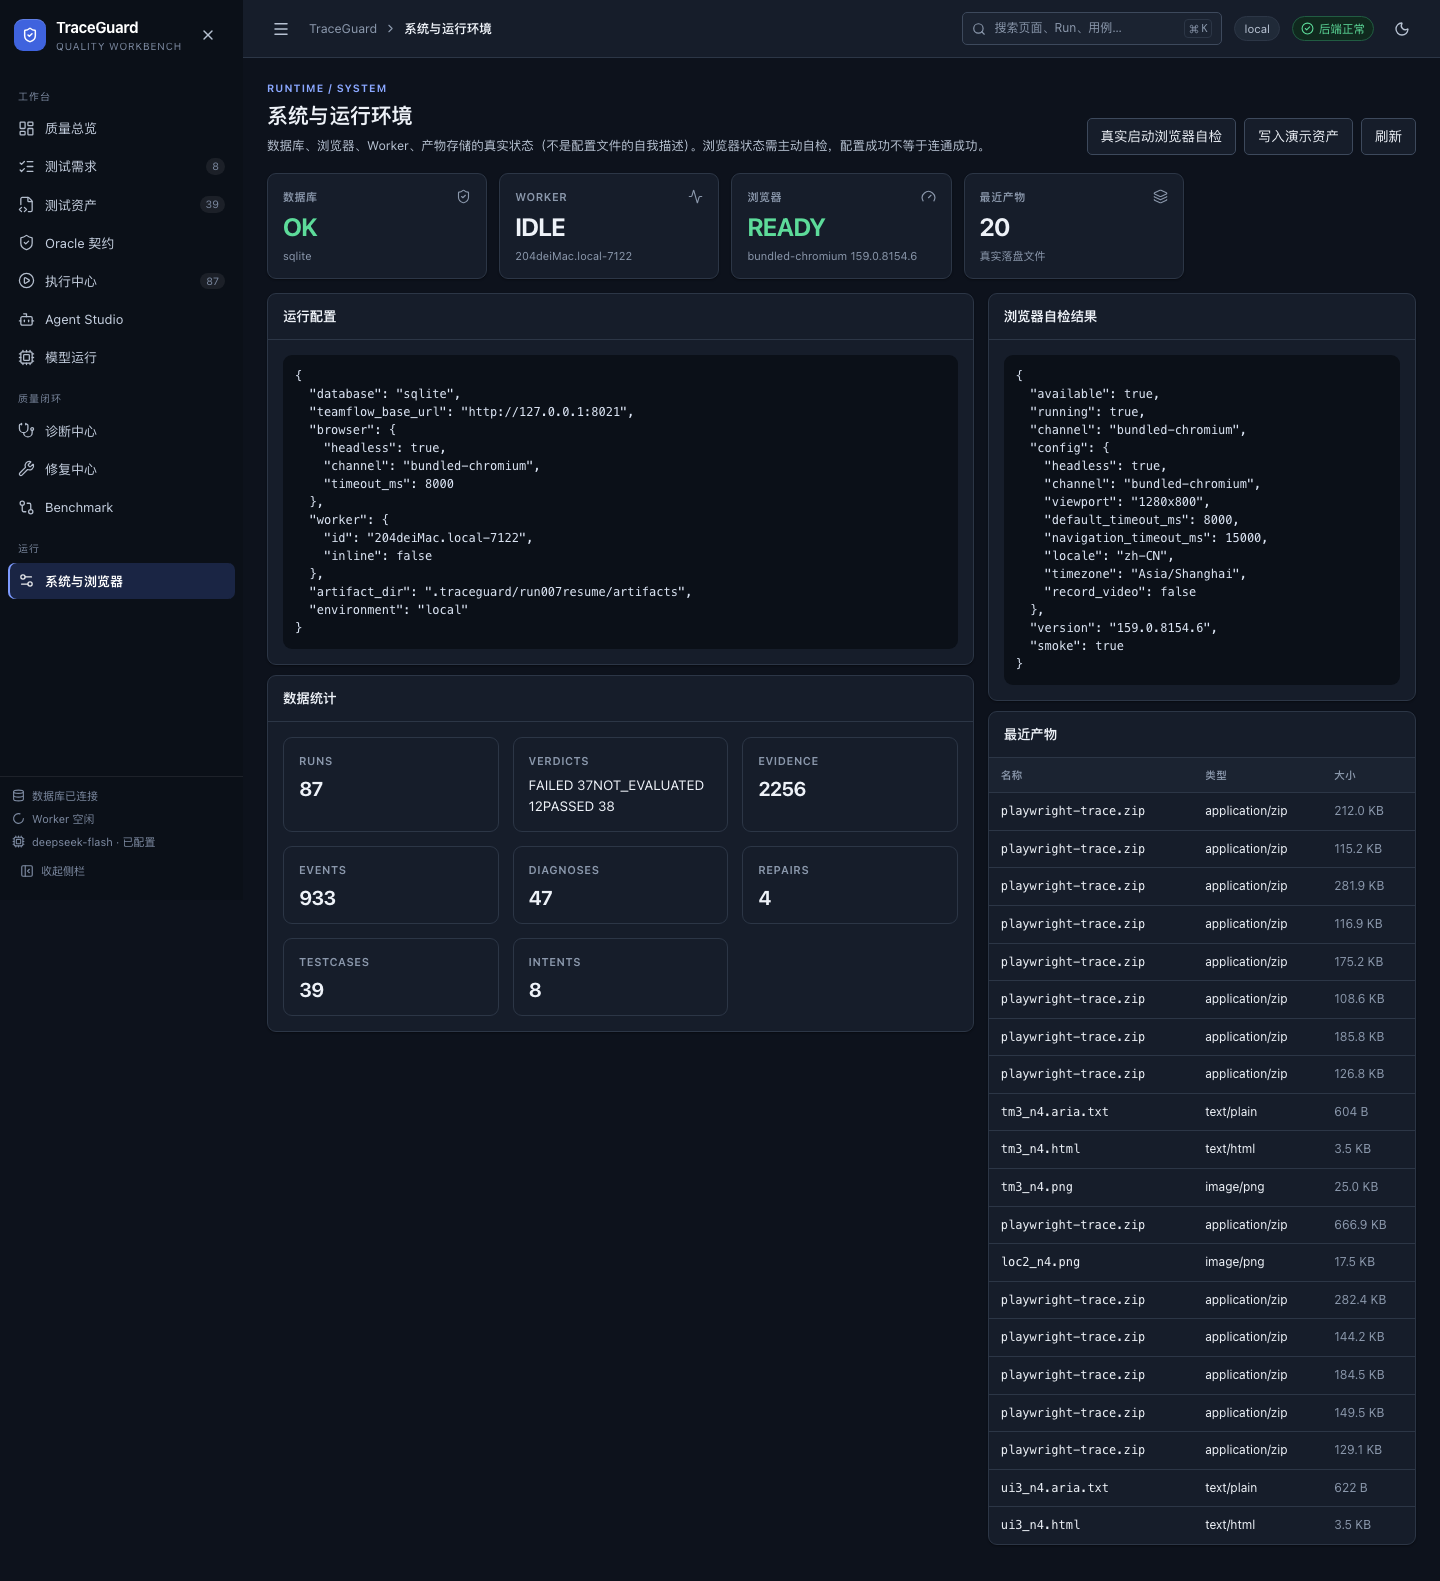 TraceGuard
QUALITY WORKBENCH
工作台
质量总览
测试需求 8
测试资产 39
Oracle 契约
执行中心 87
Agent Studio
模型运行
质量闭环
诊断中心
修复中心
Benchmark
运行
系统与浏览器
数据库已连接
Worker 空闲
deepseek-flash · 已配置
收起侧栏
TraceGuard > 系统与运行环境
搜索页面、Run、用例... ⌘ K
local
后端正常
RUNTIME / SYSTEM
系统与运行环境
数据库、浏览器、Worker、产物存储的真实状态（不是配置文件的自我描述）。浏览器状态需主动自检，配置成功不等于连通成功。
真实启动浏览器自检
写入演示资产
刷新
数据库
OK
sqlite
WORKER
IDLE
204deiMac.local-7122
浏览器
READY
bundled-chromium 159.0.8154.6
最近产物
20
真实落盘文件
运行配置
{
"database": "sqlite",
"teamflow_base_url": "http://127.0.0.1:8021",
"browser": {
"headless": true,
"channel": "bundled-chromium",
"timeout_ms": 8000
},
"worker": {
"id": "204deiMac.local-7122",
"inline": false
},
"artifact_dir": ".traceguard/run007resume/artifacts",
"environment": "local"
}
数据统计
RUNS
87
VERDICTS
FAILED 37NOT_EVALUATED
12PASSED 38
EVIDENCE
2256
EVENTS
933
DIAGNOSES
47
REPAIRS
4
TESTCASES
39
INTENTS
8
浏览器自检结果
{
"available": true,
"running": true,
"channel": "bundled-chromium",
"config": {
"headless": true,
"channel": "bundled-chromium",
"viewport": "1280x800",
"default_timeout_ms": 8000,
"navigation_timeout_ms": 15000,
"locale": "zh-CN",
"timezone": "Asia/Shanghai",
"record_video": false
},
"version": "159.0.8154.6",
"smoke": true
}
最近产物
名称 类型 大小
playwright-trace.zip application/zip 212.0 KB
playwright-trace.zip application/zip 115.2 KB
playwright-trace.zip application/zip 281.9 KB
playwright-trace.zip application/zip 116.9 KB
playwright-trace.zip application/zip 175.2 KB
playwright-trace.zip application/zip 108.6 KB
playwright-trace.zip application/zip 185.8 KB
playwright-trace.zip application/zip 126.8 KB
tm3_n4.aria.txt text/plain 604 B
tm3_n4.html text/html 3.5 KB
tm3_n4.png image/png 25.0 KB
playwright-trace.zip application/zip 666.9 KB
loc2_n4.png image/png 17.5 KB
playwright-trace.zip application/zip 282.4 KB
playwright-trace.zip application/zip 144.2 KB
playwright-trace.zip application/zip 184.5 KB
playwright-trace.zip application/zip 149.5 KB
playwright-trace.zip application/zip 129.1 KB
ui3_n4.aria.txt text/plain 622 B
ui3_n4.html text/html 3.5 KB